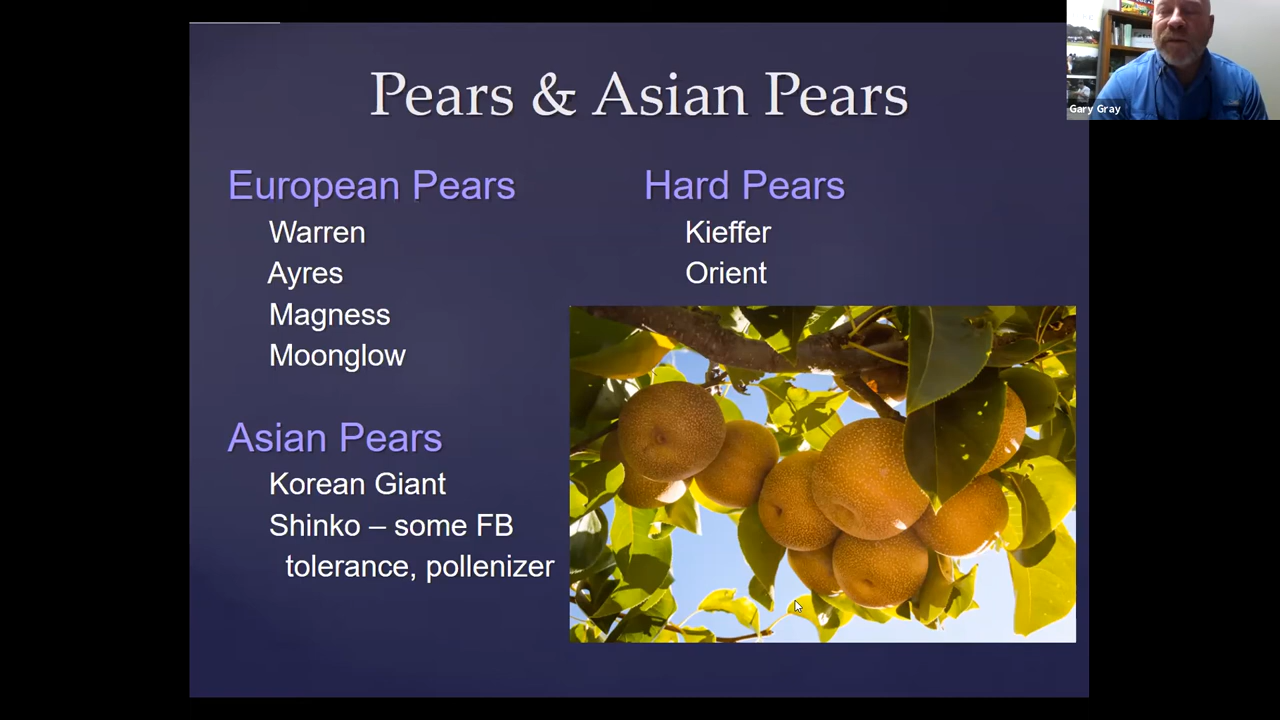 Pears & Asian Pears
European Pears
Warren
Ayres
Magness
Moonglow
Asian Pears
Korean Giant
Shinko – some FB
tolerance, pollenizer
Hard Pears
Kieffer
Orient
Gary Gray